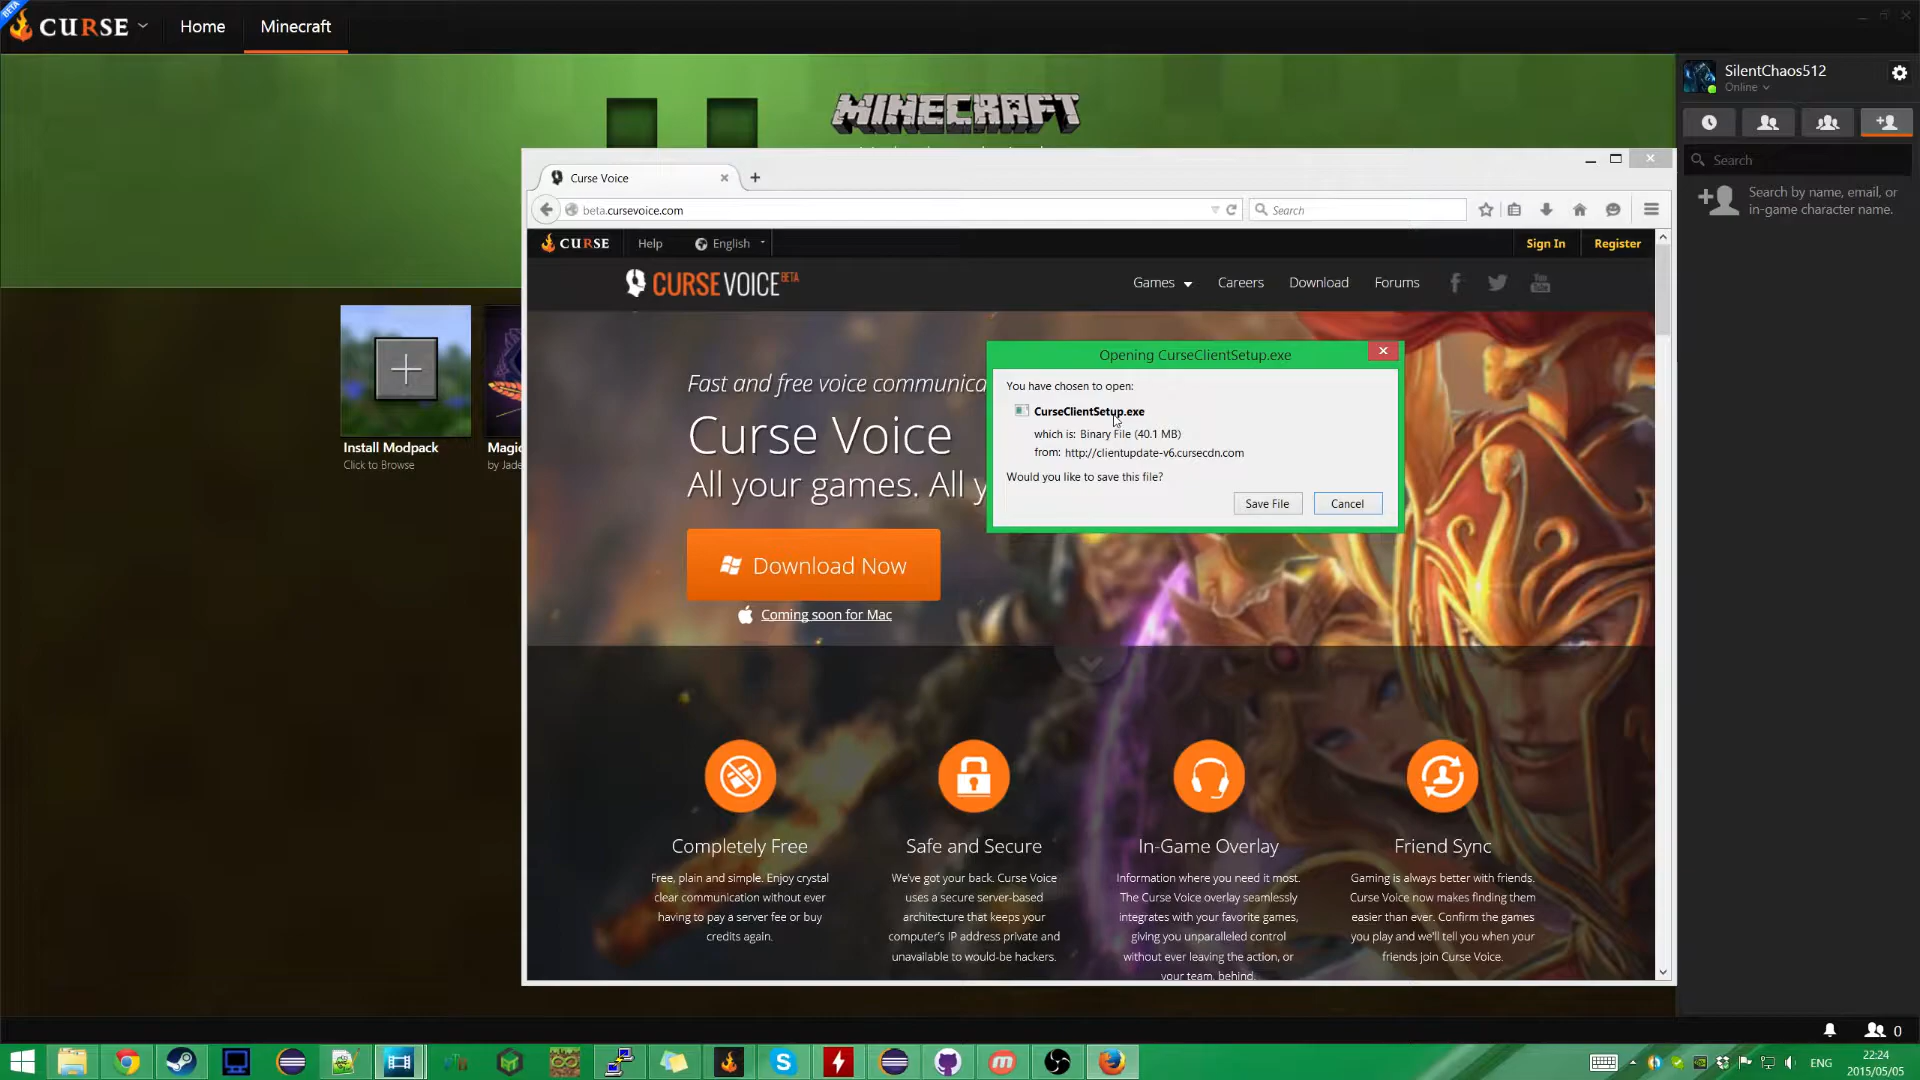 BETA
CURSE
Home
Minecraft
SilentChaos512
Online
Search
Search by name, email, or
in-game character name.
MINECRAFT
Install Modpack
Click to Browse
Magic
by Jade
Curse Voice
beta.cursevoice.com
Search
CURSE
Help
English
Sign In
Register
CURSE VOICE BETA
Games
Careers
Download
Forums
Fast and free voice communica
Curse Voice
All your games. All y
Download Now
Coming soon for Mac
Opening CurseClientSetup.exe
You have chosen to open:
CurseClientSetup.exe
which is: Binary File (40.1 MB)
from: http://clientupdate-v6.cursecdn.com
Would you like to save this file?
Save File
Cancel
Completely Free
Free, plain and simple. Enjoy crystal
clear communication without ever
having to pay a server fee or buy
credits again.
Safe and Secure
We've got your back. Curse Voice
uses a secure server-based
architecture that keeps your
computer's IP address private and
unavailable to would-be hackers.
In-Game Overlay
Information where you need it most.
The Curse Voice overlay seamlessly
integrates with your favorite games,
giving you unparalleled control
without ever leaving the action, or
your team, behind.
Friend Sync
Gaming is always better with friends.
Curse Voice now makes finding them
easier than ever. Confirm the games
you play and we'll tell you when your
friends join Curse Voice.
0
ENG
22:24
2015/05/05